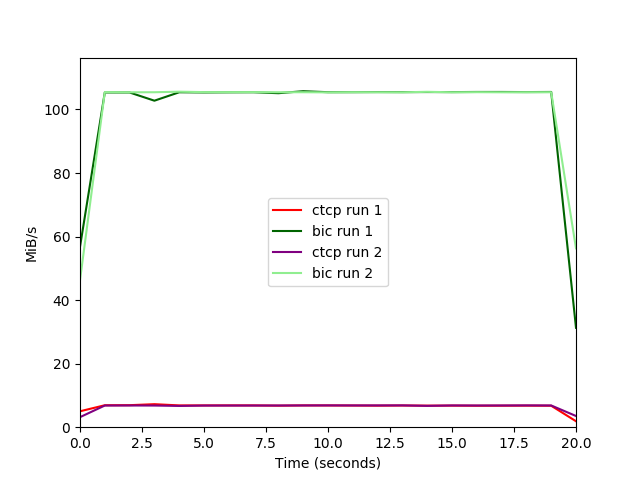 MiB/s
100
80
60
40
20
0
ctcp run 1
bic run 1
ctcp run 2
bic run 2
0.0 2.5 5.0 7.5 10.0 12.5 15.0 17.5 20.0
Time (seconds)